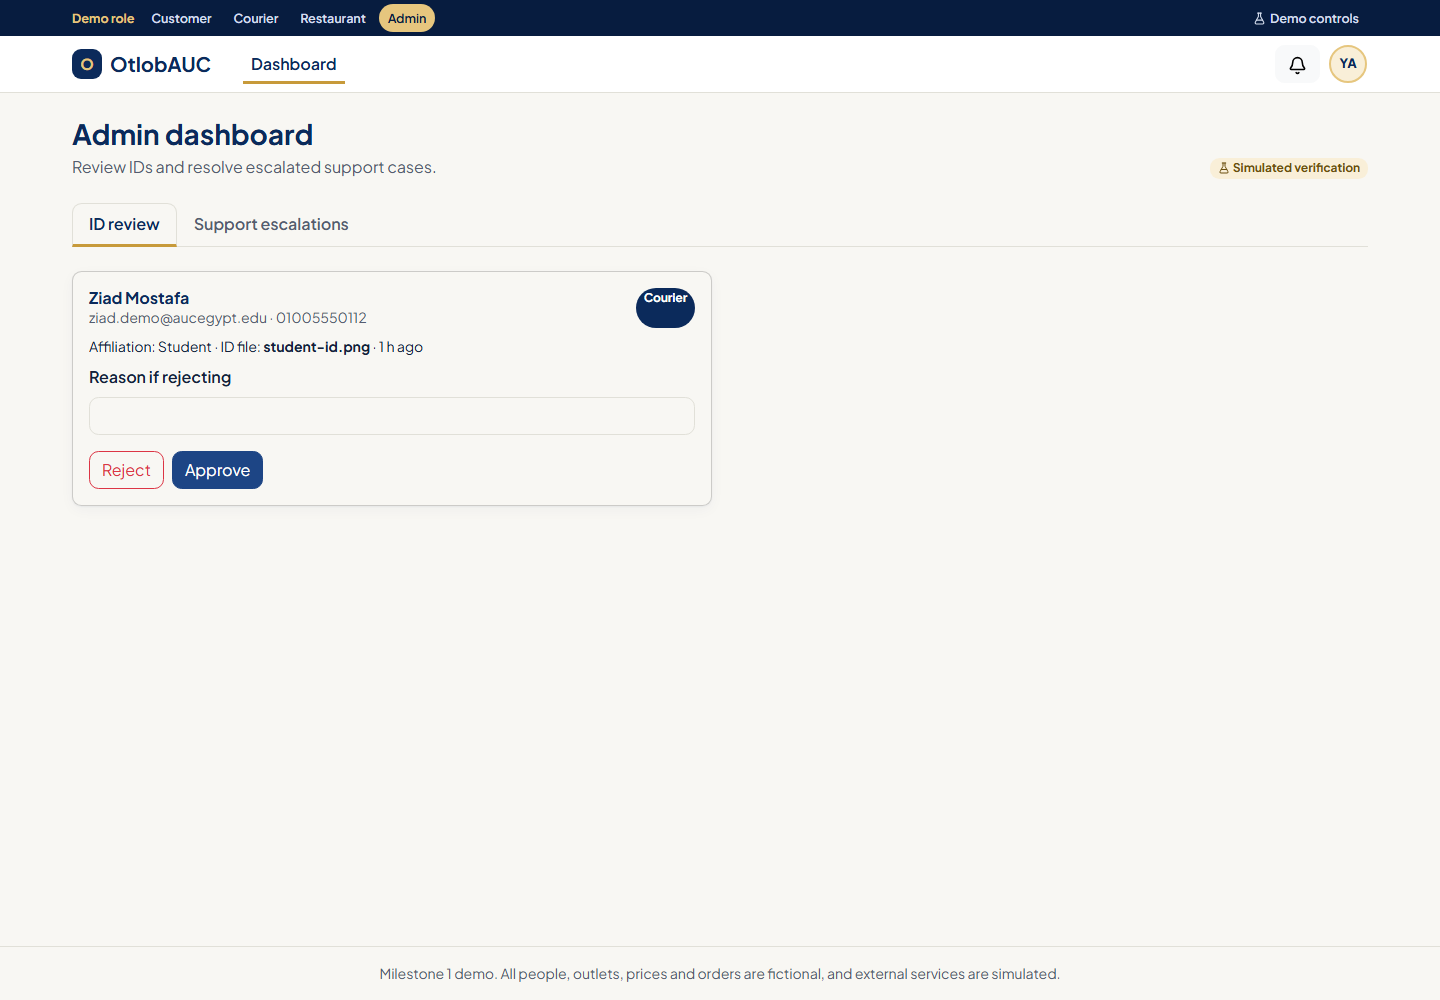 Demo role Customer Courier Restaurant Admin Demo controls
O OtlobAUC Dashboard YA
Admin dashboard
Review IDs and resolve escalated support cases.
Simulated verification
ID review Support escalations
Ziad Mostafa
Courier
ziad.demo@aucegypt.edu · 01005550112
Affiliation: Student · ID file: student-id.png · 1 h ago
Reason if rejecting
Reject Approve
Milestone 1 demo. All people, outlets, prices and orders are fictional, and external services are simulated.